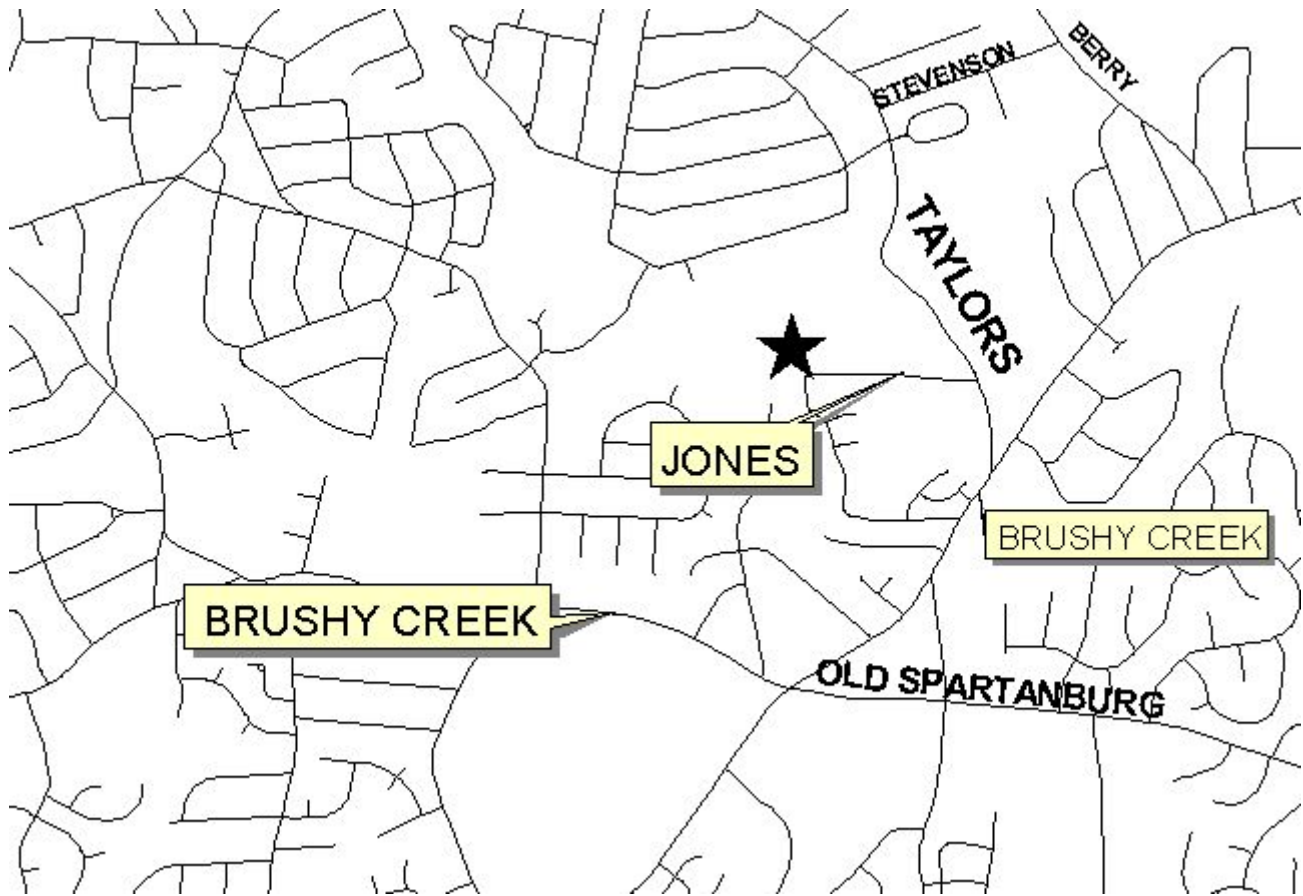 BERRY
STEVENSON
TAYLORS
JONES
BRUSHY CREEK
BRUSHY CREEK
OLD SPARTANBURG